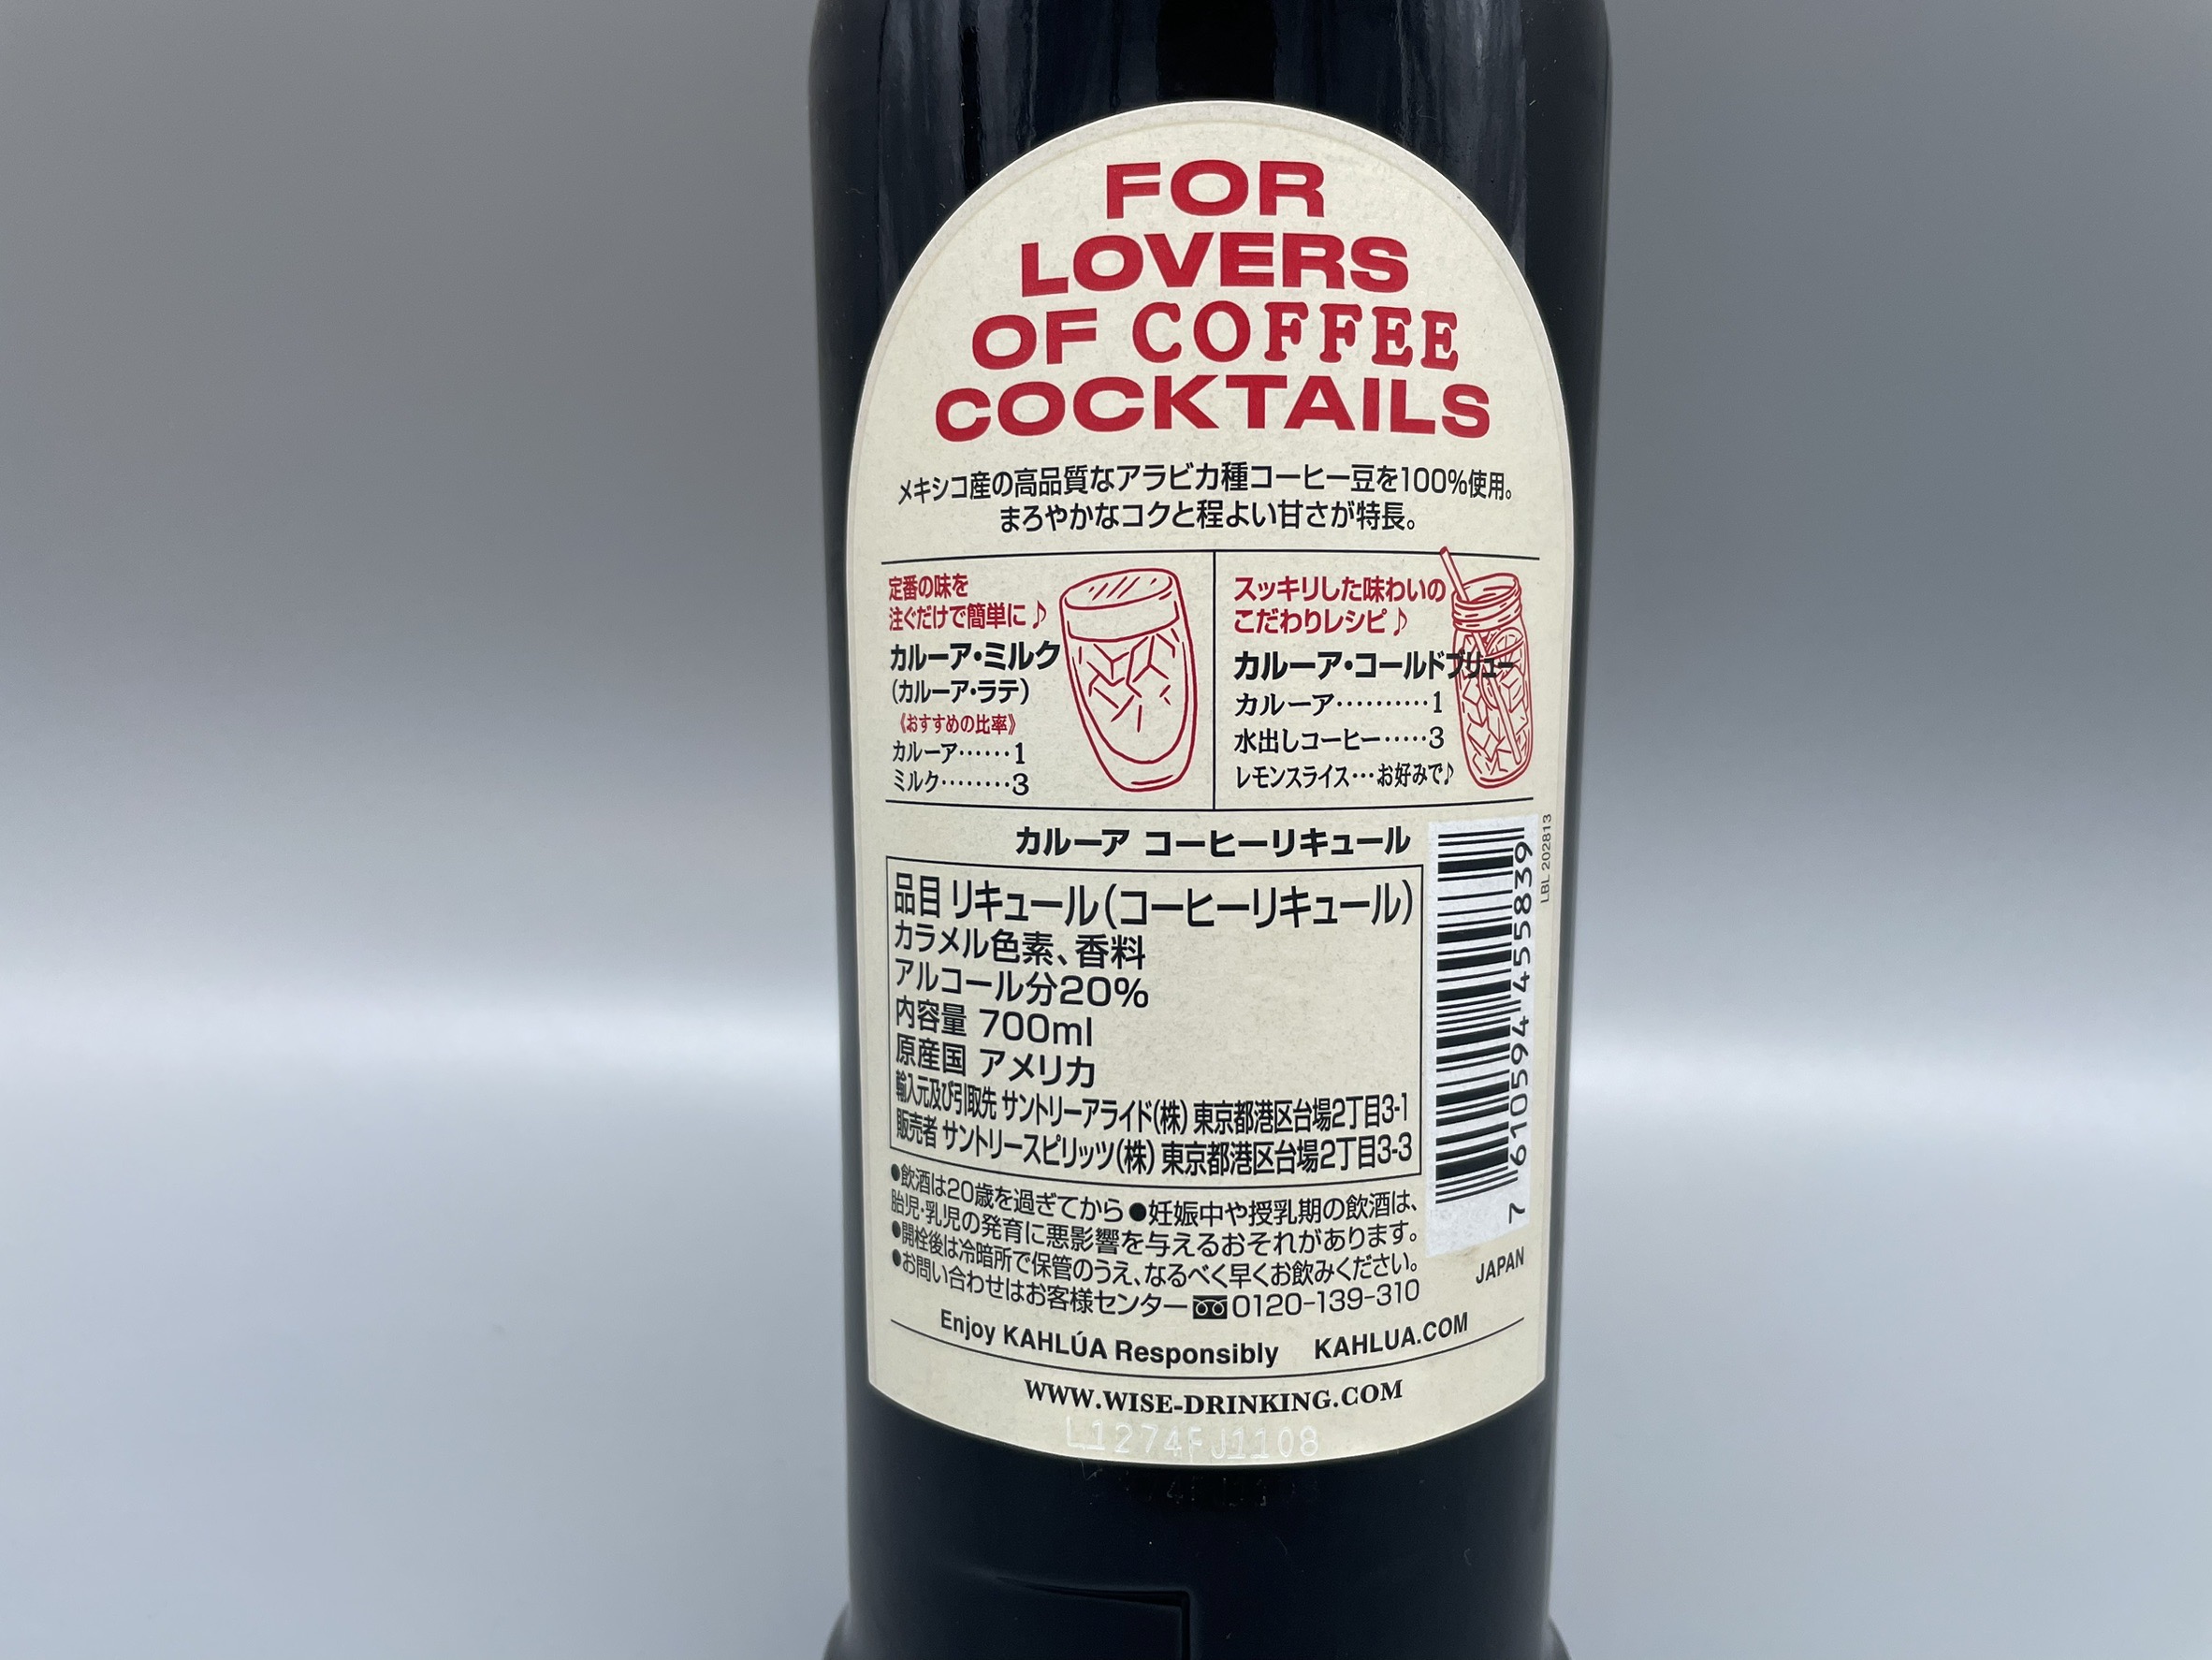 FOR
LOVERS
OF COFFEE
COCKTAILS
メキシコ産の高品質なアラビカ種コーヒー豆を100%使用。
まろやかなコクと程よい甘さが特長。
定番の味を
注ぐだけで簡単に♪
カルーア・ミルク
(カルーア・ラテ)
《おすすめの比率》
カルーア……1
ミルク………3
スッキリした味わいの
こだわりレシピ♪
カルーア・コールドブリュー
カルーア…………1
水出しコーヒー……3
レモンスライス…お好みで♪
カルーア コーヒーリキュール
品目 リキュール(コーヒーリキュール)
カラメル色素、香料
アルコール分20%
内容量 700ml
原産国 アメリカ
輸入元及び引取先 サントリーアライド(株) 東京都港区台場2丁目3-1
販売者 サントリースピリッツ(株) 東京都港区台場2丁目3-3
●飲酒は20歳を過ぎてから●妊娠中や授乳期の飲酒は、
胎児・乳児の発育に悪影響を与えるおそれがあります。
●開栓後は冷暗所で保管のうえ、なるべく早くお飲みください。
●お問い合わせはお客様センター 0120-139-310
LBL 202813
7 610594 455839
JAPAN
Enjoy KAHLÚA Responsibly KAHLUA.COM
WWW.WISE-DRINKING.COM
L1274FJ1108